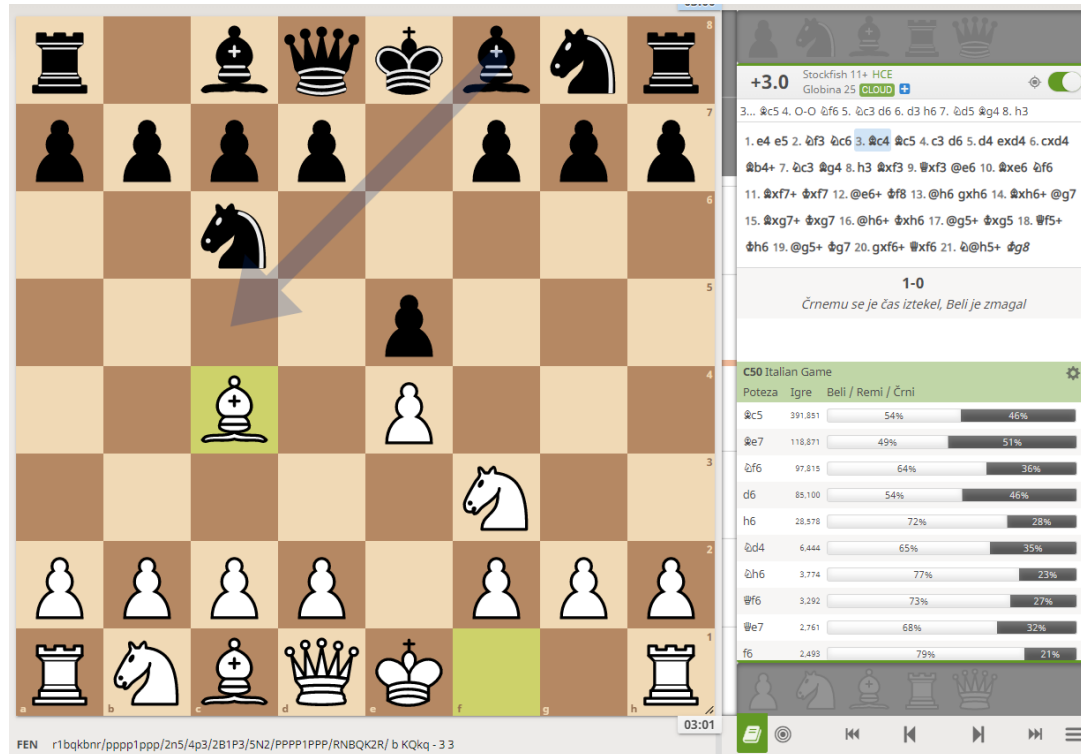 8
7
6
5
4
3
2
1
a b c d e f g h
03:01
FEN r1bqkbnr/pppp1ppp/2n5/4p3/2B1P3/5N2/PPPP1PPP/RNBQK2R/ b KQkq - 3 3
+3.0
Stockfish 11+ HCE
Globina 25 CLOUD
3... ♗c5 4. O-O ♘f6 5. ♘c3 d6 6. d3 h6 7. ♘d5 ♗g4 8. h3
1. e4 e5 2. ♘f3 ♘c6 3. ♗c4 ♗c5 4. c3 d6 5. d4 exd4 6. cxd4
♗b4+ 7. ♘c3 ♗g4 8. h3 ♗xf3 9. ♕xf3 @e6 10. ♗xe6 ♘f6
11. ♗xf7+ ♔xf7 12. @e6+ ♔f8 13. @h6 gxh6 14. ♗xh6+ @g7
15. ♗xg7+ ♔xg7 16. @h6+ ♔xh6 17. @g5+ ♔xg5 18. ♕f5+
♔h6 19. @g5+ ♔g7 20. gxf6+ ♕xf6 21. ♘@h5+ ♔g8
1-0
Črnemu se je čas iztekel, Beli je zmagal
C50 Italian Game
Poteza Igre Beli / Remi / Črni
♗c5 391,851 54% 46%
♗e7 118,871 49% 51%
♘f6 97,815 64% 36%
d6 85,100 54% 46%
h6 28,578 72% 28%
♘d4 6,444 65% 35%
♘h6 3,774 77% 23%
♕f6 3,292 73% 27%
♕e7 2,761 68% 32%
f6 2,493 79% 21%